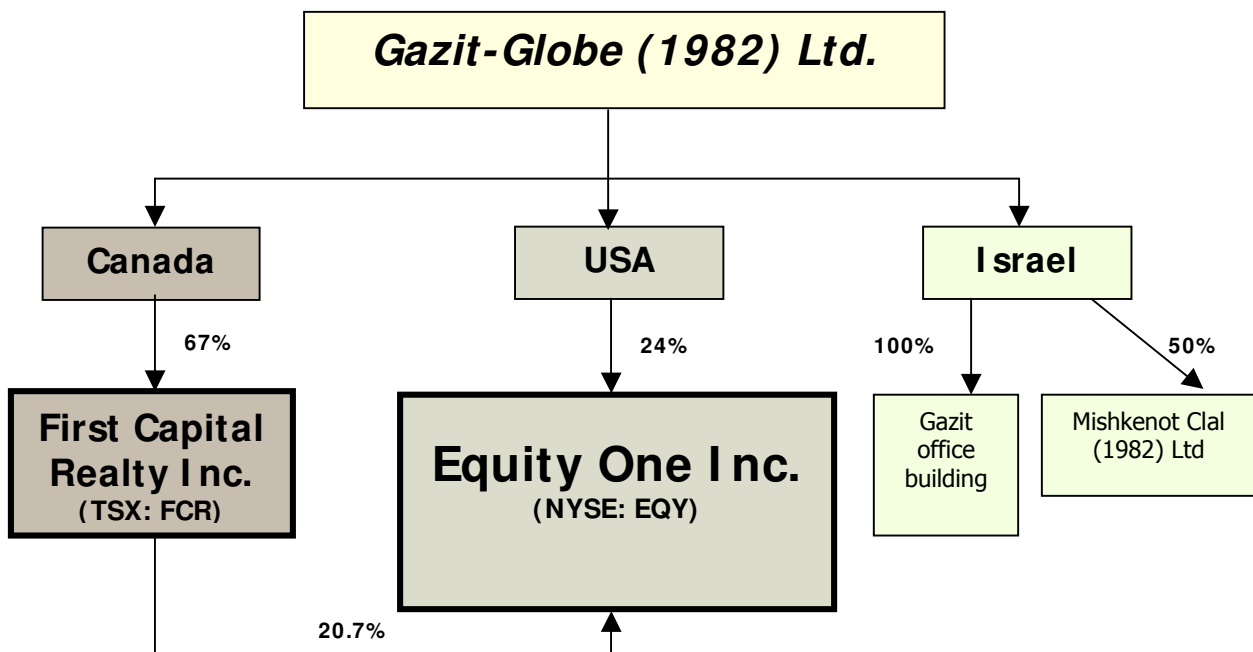 Gazit-Globe (1982) Ltd.
Canada
USA
Israel
67%
24%
100%
50%
First Capital
Realty Inc.
(TSX: FCR)
Equity One Inc.
(NYSE: EQY)
Gazit
office
building
Mishkenot Clal
(1982) Ltd
20.7%